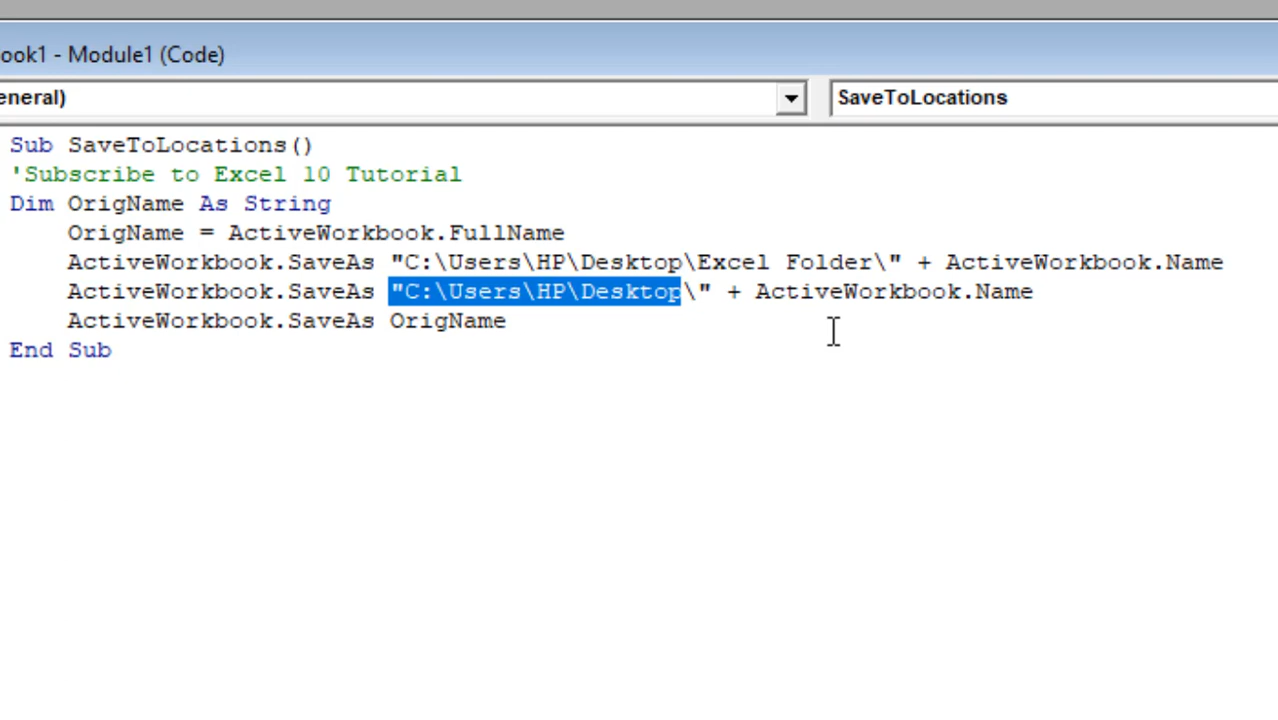 ook1 - Module1 (Code)
eneral)
SaveToLocations
Sub SaveToLocations()
'Subscribe to Excel 10 Tutorial
Dim OrigName As String
OrigName = ActiveWorkbook.FullName
ActiveWorkbook.SaveAs "C:\Users\HP\Desktop\Excel Folder\" + ActiveWorkbook.Name
ActiveWorkbook.SaveAs "C:\Users\HP\Desktop\" + ActiveWorkbook.Name
ActiveWorkbook.SaveAs OrigName
End Sub